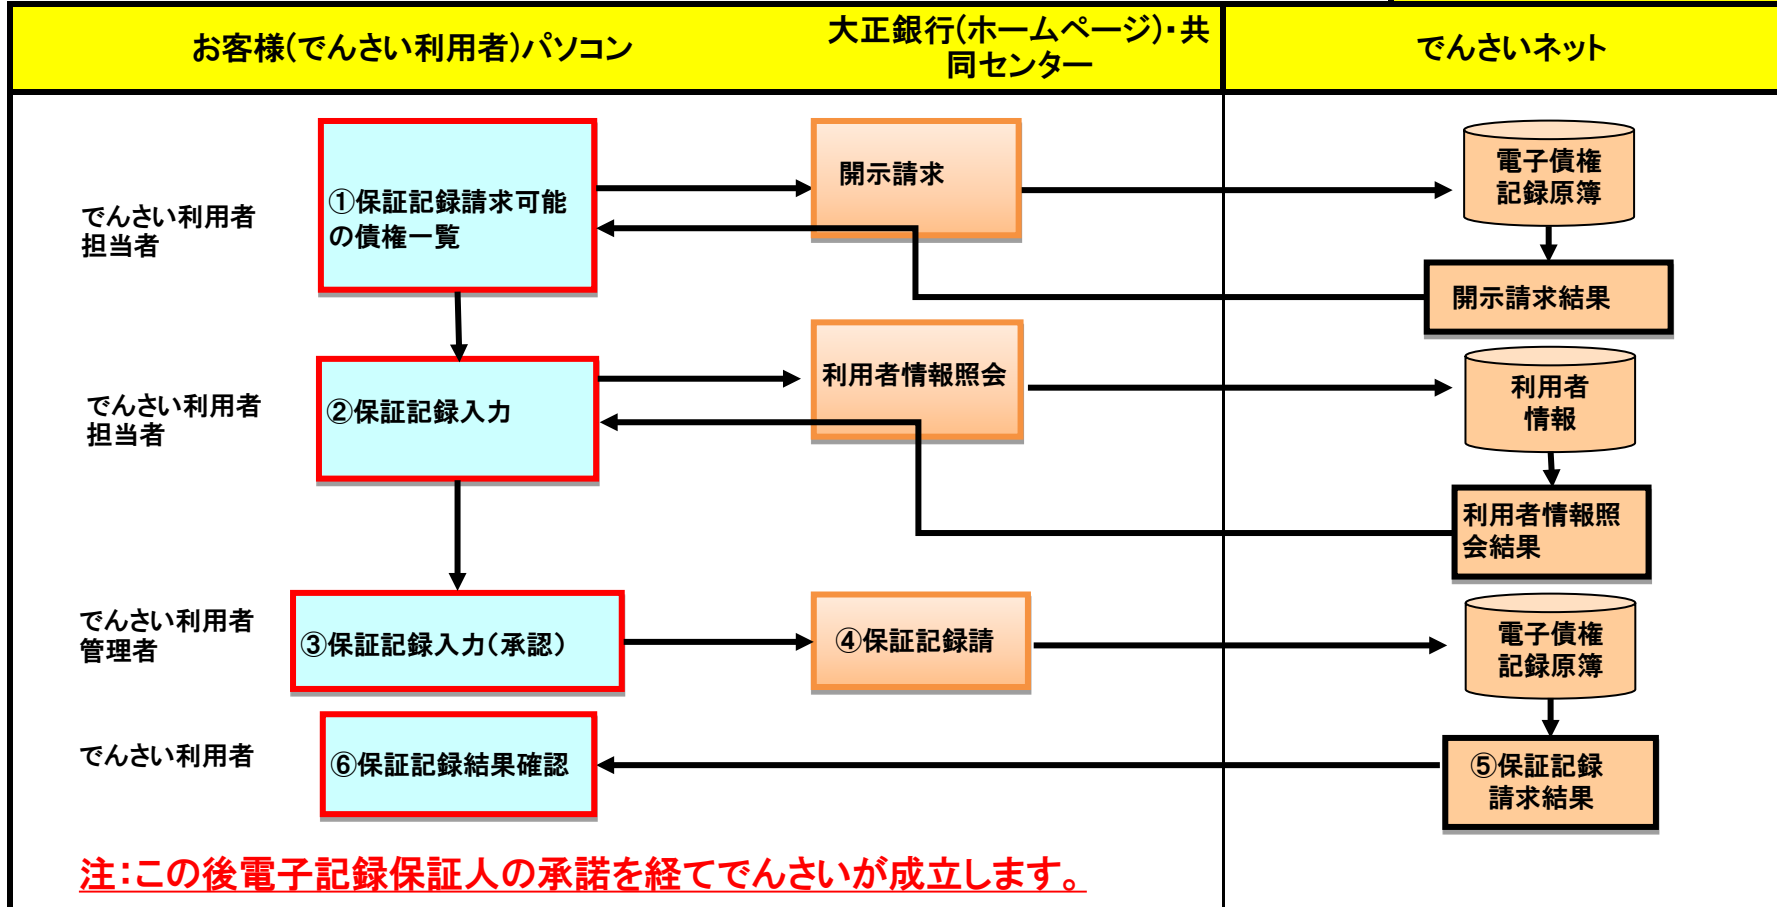 お客様(でんさい利用者)パソコン
大正銀行(ホームページ)・共
同センター
でんさいネット
でんさい利用者
担当者
①保証記録請求可能
の債権一覧
開示請求
電子債権
記録原簿
開示請求結果
でんさい利用者
担当者
②保証記録入力
利用者情報照会
利用者
情報
利用者情報照
会結果
でんさい利用者
管理者
③保証記録入力(承認)
④保証記録請
電子債権
記録原簿
でんさい利用者
⑥保証記録結果確認
⑤保証記録
請求結果
注:この後電子記録保証人の承諾を経てでんさいが成立します。